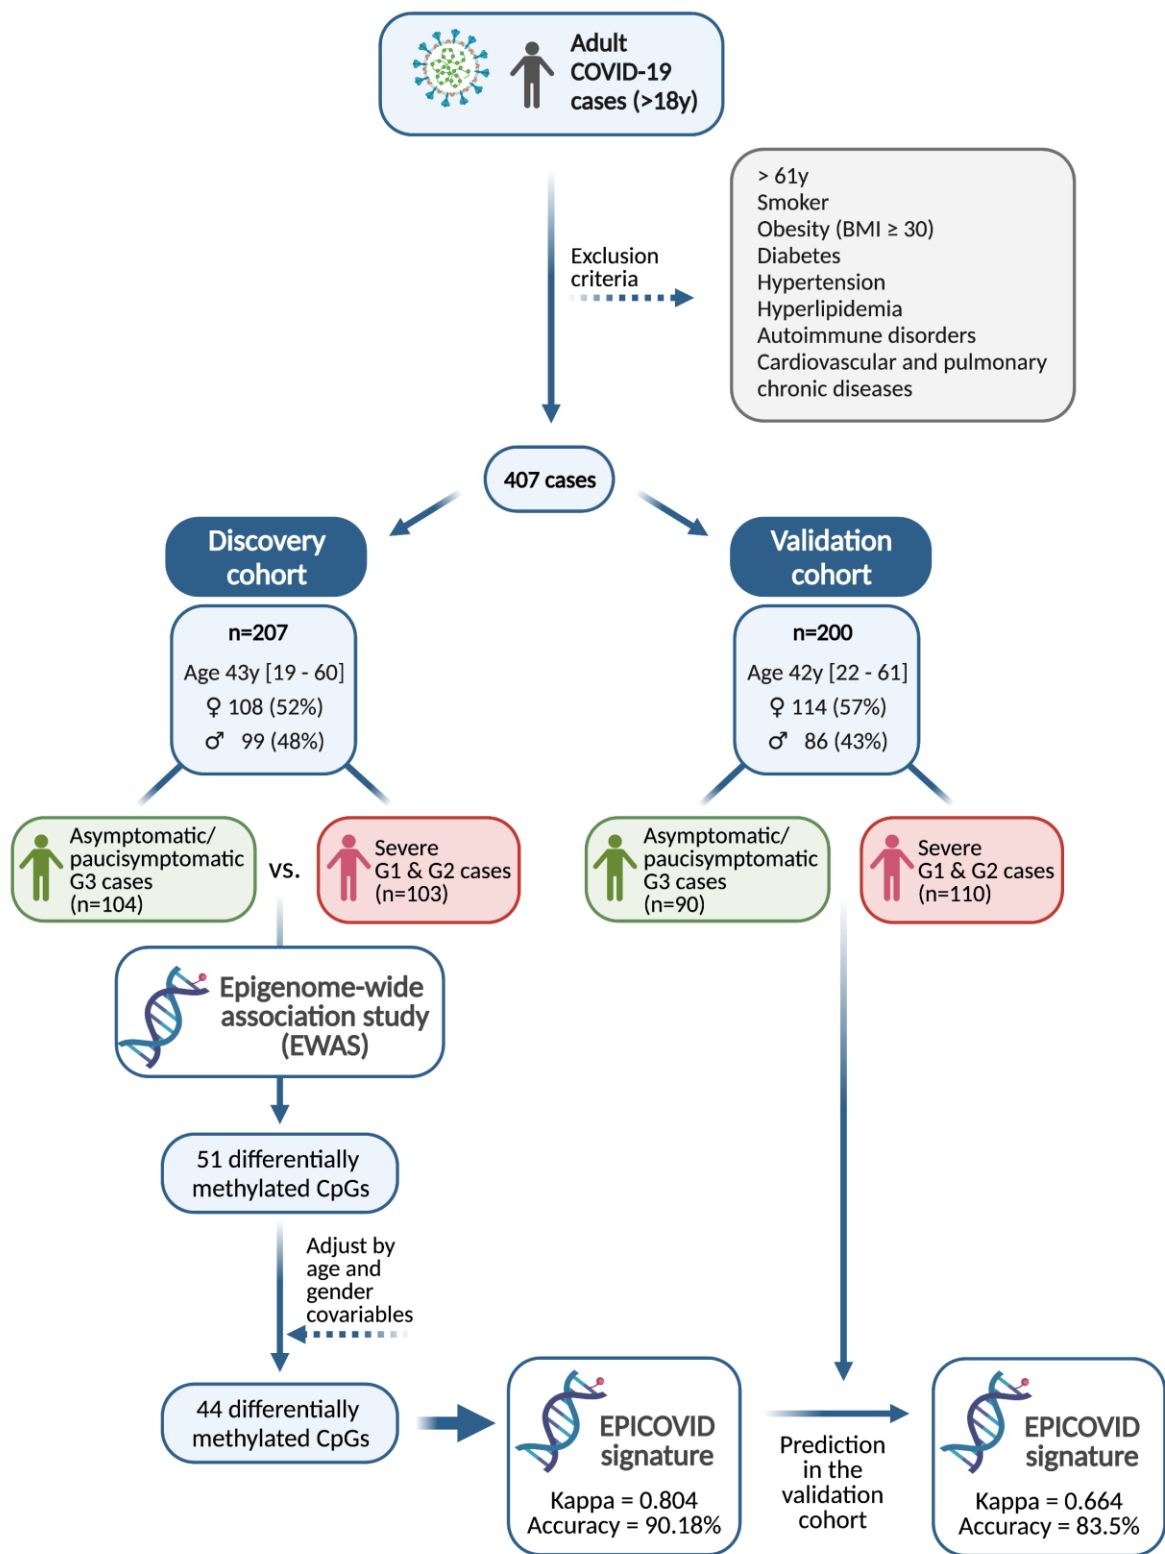 Adult
COVID-19
cases (>18y)
> 61y
Smoker
Obesity (BMI ≥ 30)
Diabetes
Hypertension
Hyperlipidemia
Autoimmune disorders
Cardiovascular and pulmonary
chronic diseases
Exclusion
criteria
407 cases
Discovery
cohort
Validation
cohort
n=207
Age 43y [19 - 60]
♀ 108 (52%)
♂ 99 (48%)
n=200
Age 42y [22 - 61]
♀ 114 (57%)
♂ 86 (43%)
Asymptomatic/
paucisymptomatic
G3 cases
(n=104)
vs.
Severe
G1 & G2 cases
(n=103)
Asymptomatic/
paucisymptomatic
G3 cases
(n=90)
Severe
G1 & G2 cases
(n=110)
Epigenome-wide
association study
(EWAS)
51 differentially
methylated CpGs
Adjust by
age and
gender
covariables
44 differentially
methylated CpGs
EPICOVID
signature
Kappa = 0.804
Accuracy = 90.18%
Prediction
in the
validation
cohort
EPICOVID
signature
Kappa = 0.664
Accuracy = 83.5%